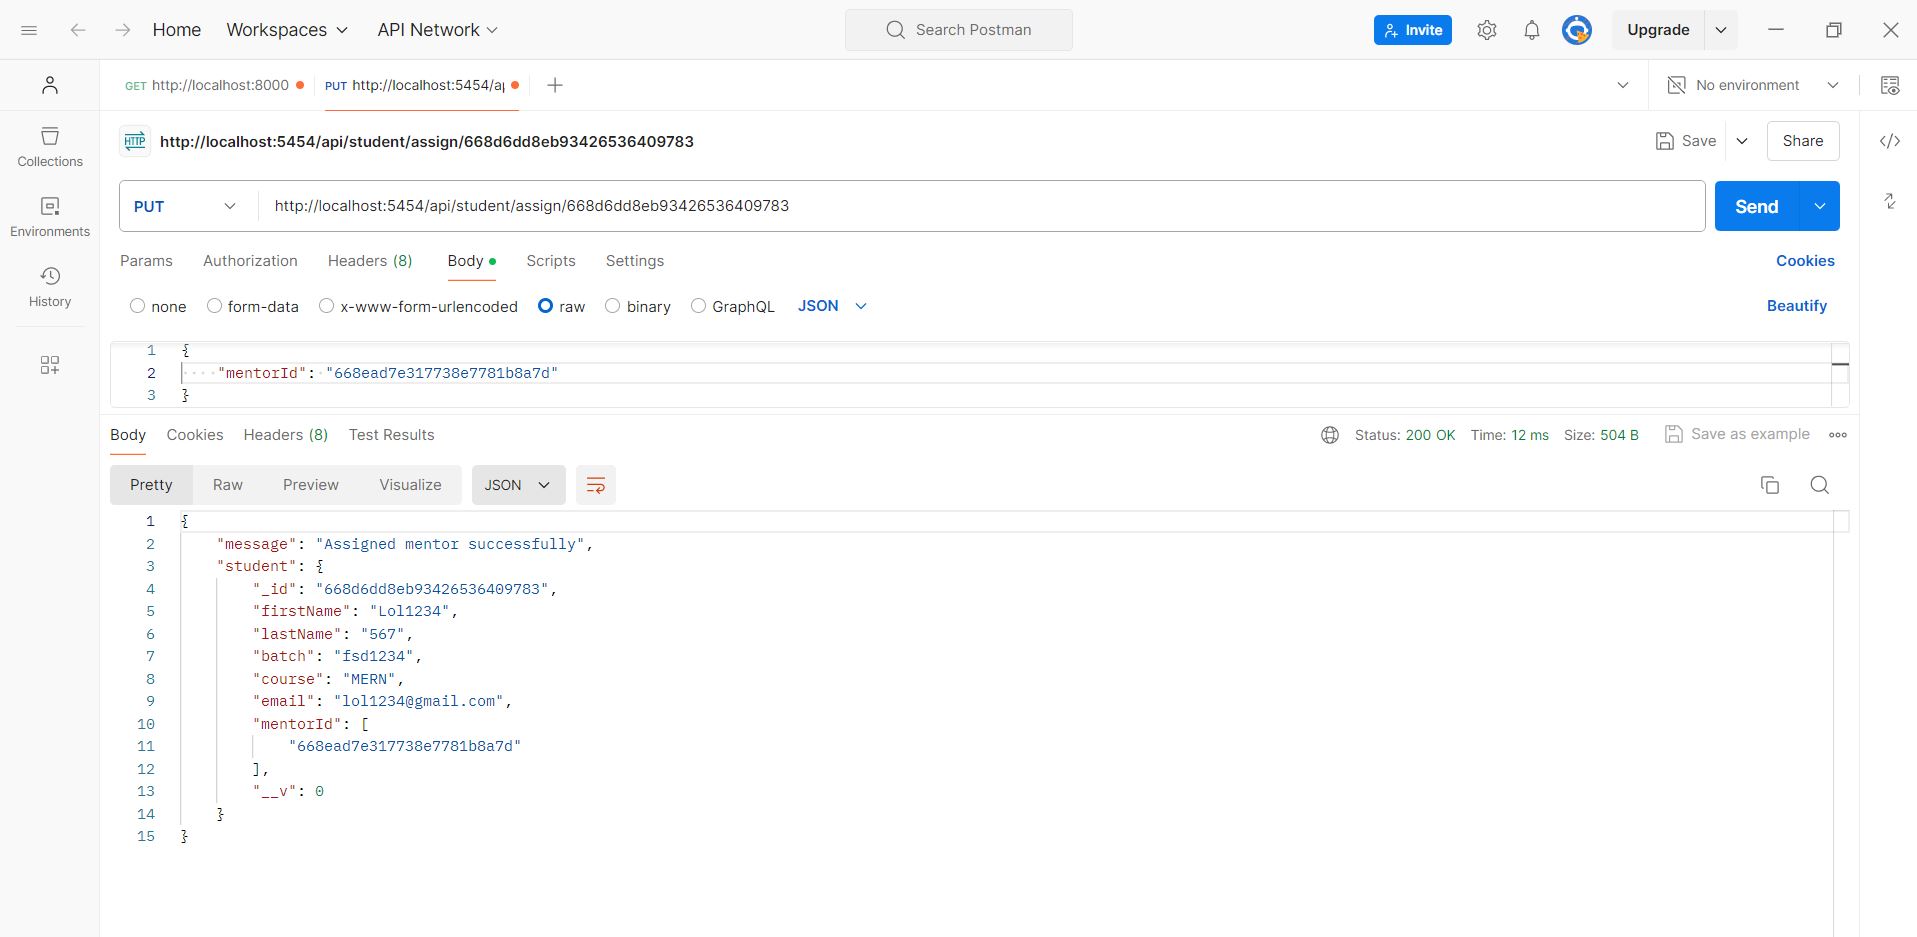 Home Workspaces API Network Search Postman Invite Upgrade
GET http://localhost:8000 PUT http://localhost:5454/a No environment
HTTP http://localhost:5454/api/student/assign/668d6dd8eb93426536409783 Save Share
PUT http://localhost:5454/api/student/assign/668d6dd8eb93426536409783 Send
Collections
Environments
History
Params Authorization Headers (8) Body Scripts Settings Cookies
none form-data x-www-form-urlencoded raw binary GraphQL JSON Beautify
1 {
2 "mentorId": "668ead7e317738e7781b8a7d"
3 }
Body Cookies Headers (8) Test Results Status: 200 OK Time: 12 ms Size: 504 B Save as example
Pretty Raw Preview Visualize JSON
1 {
2 "message": "Assigned mentor successfully",
3 "student": {
4 "_id": "668d6dd8eb93426536409783",
5 "firstName": "Lol1234",
6 "lastName": "567",
7 "batch": "fsd1234",
8 "course": "MERN",
9 "email": "lol1234@gmail.com",
10 "mentorId": [
11 "668ead7e317738e7781b8a7d"
12 ],
13 "__v": 0
14 }
15 }